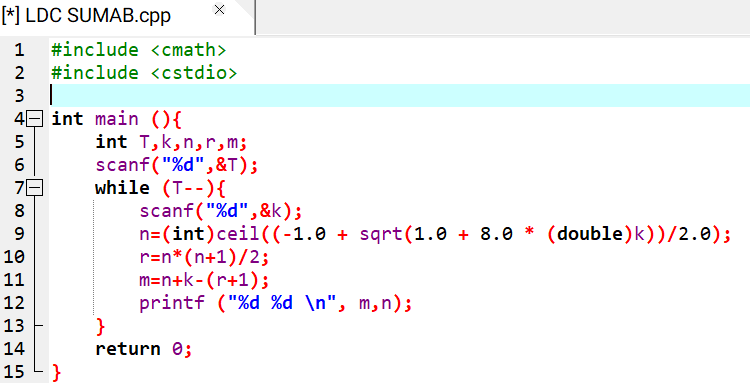 [*] LDC SUMAB.cpp ×
1 #include <cmath>
2 #include <cstdio>
3
4 int main (){
5     int T,k,n,r,m;
6     scanf("%d",&T);
7     while (T--){
8         scanf("%d",&k);
9         n=(int)ceil((-1.0 + sqrt(1.0 + 8.0 * (double)k))/2.0);
10         r=n*(n+1)/2;
11         m=n+k-(r+1);
12         printf ("%d %d \n", m,n);
13     }
14     return 0;
15 }